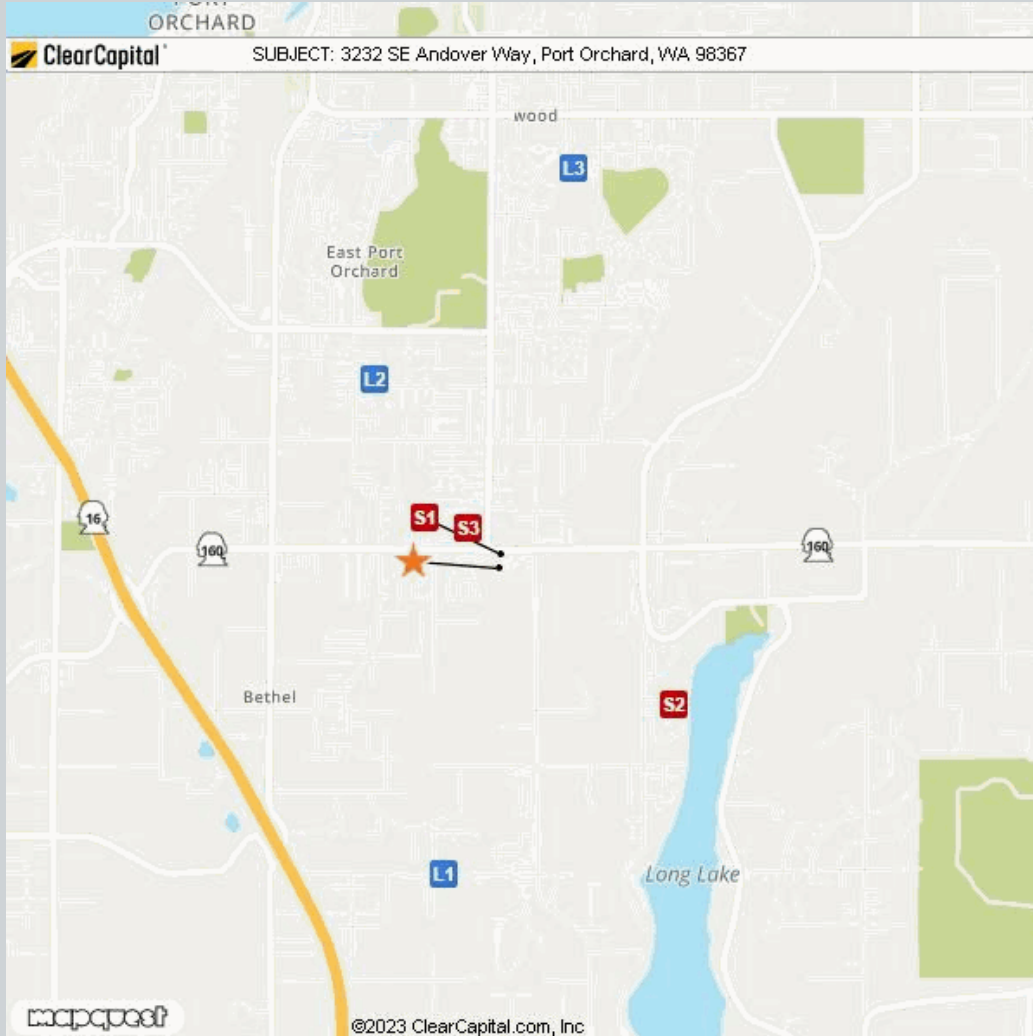 ORCHARD
ClearCapital
SUBJECT: 3232 SE Andover Way, Port Orchard, WA 98367
wood
L3
East Port
Orchard
L2
S1
S3
16
160
160
Bethel
S2
L1
Long Lake
mapquest
©2023 ClearCapital.com, Inc